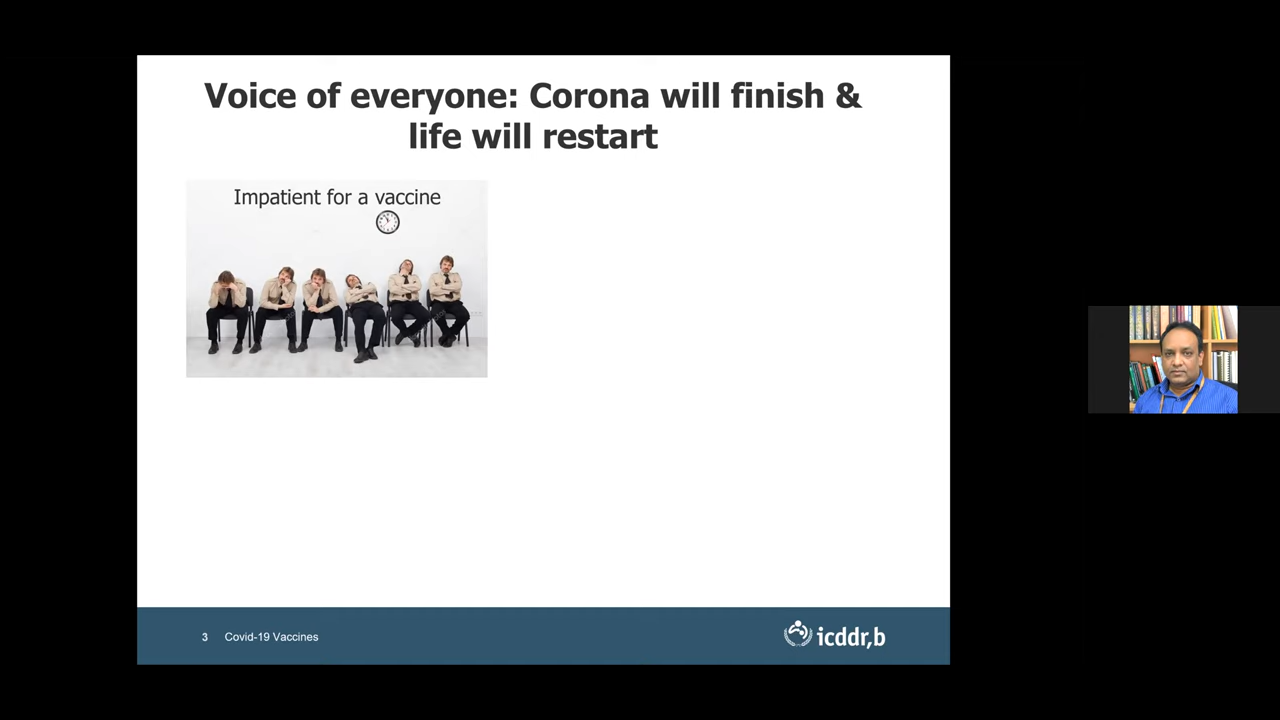 Voice of everyone: Corona will finish &
life will restart
Impatient for a vaccine
3 Covid-19 Vaccines
icddr,b